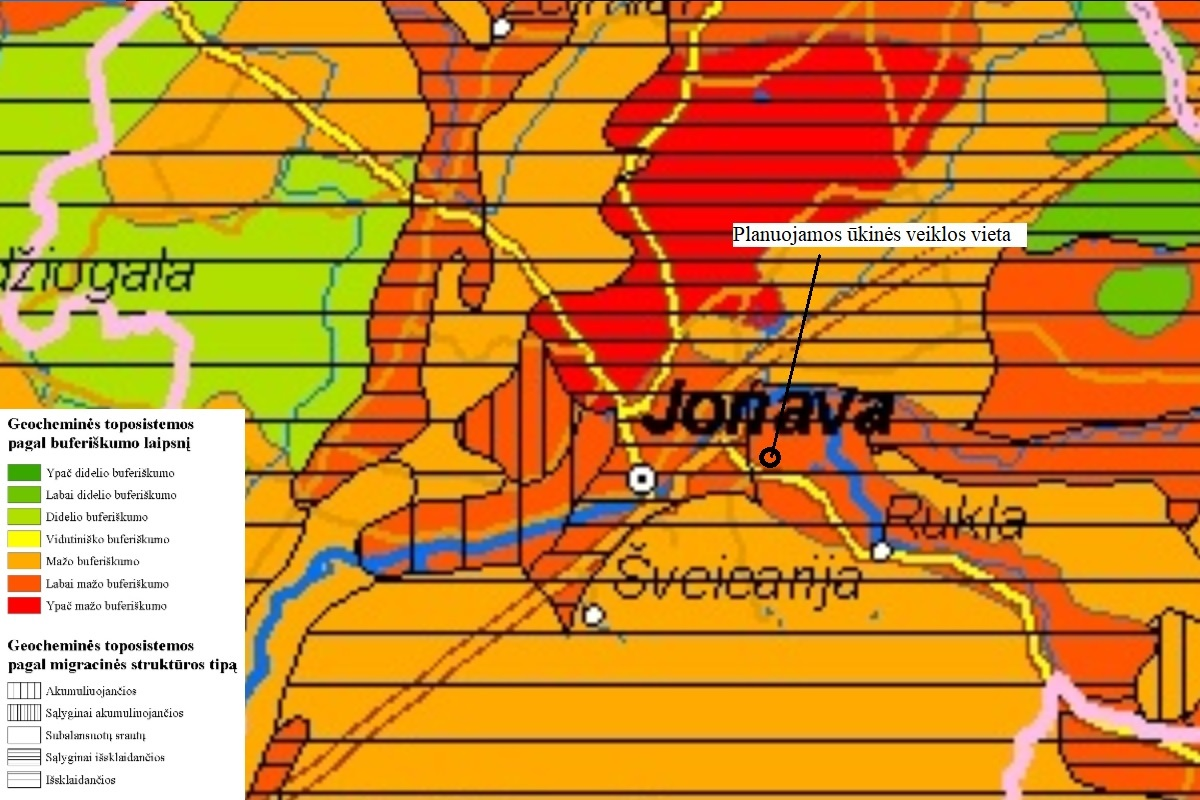 Planuojamos ūkinės veiklos vieta
Jonava
Rukla
Šveicarija
Geocheminės toposistemos
pagal buferiškumo laipsnį
Ypač didelio buferiškumo
Labai didelio buferiškumo
Didelio buferiškumo
Vidutiniško buferiškumo
Mažo buferiškumo
Labai mažo buferiškumo
Ypač mažo buferiškumo
Geocheminės toposistemos
pagal migracinės struktūros tipą
Akumuliuojančios
Sąlyginai akumuliuojančios
Subalansuotų srautų
Sąlyginai išsklaidančios
Išsklaidančios